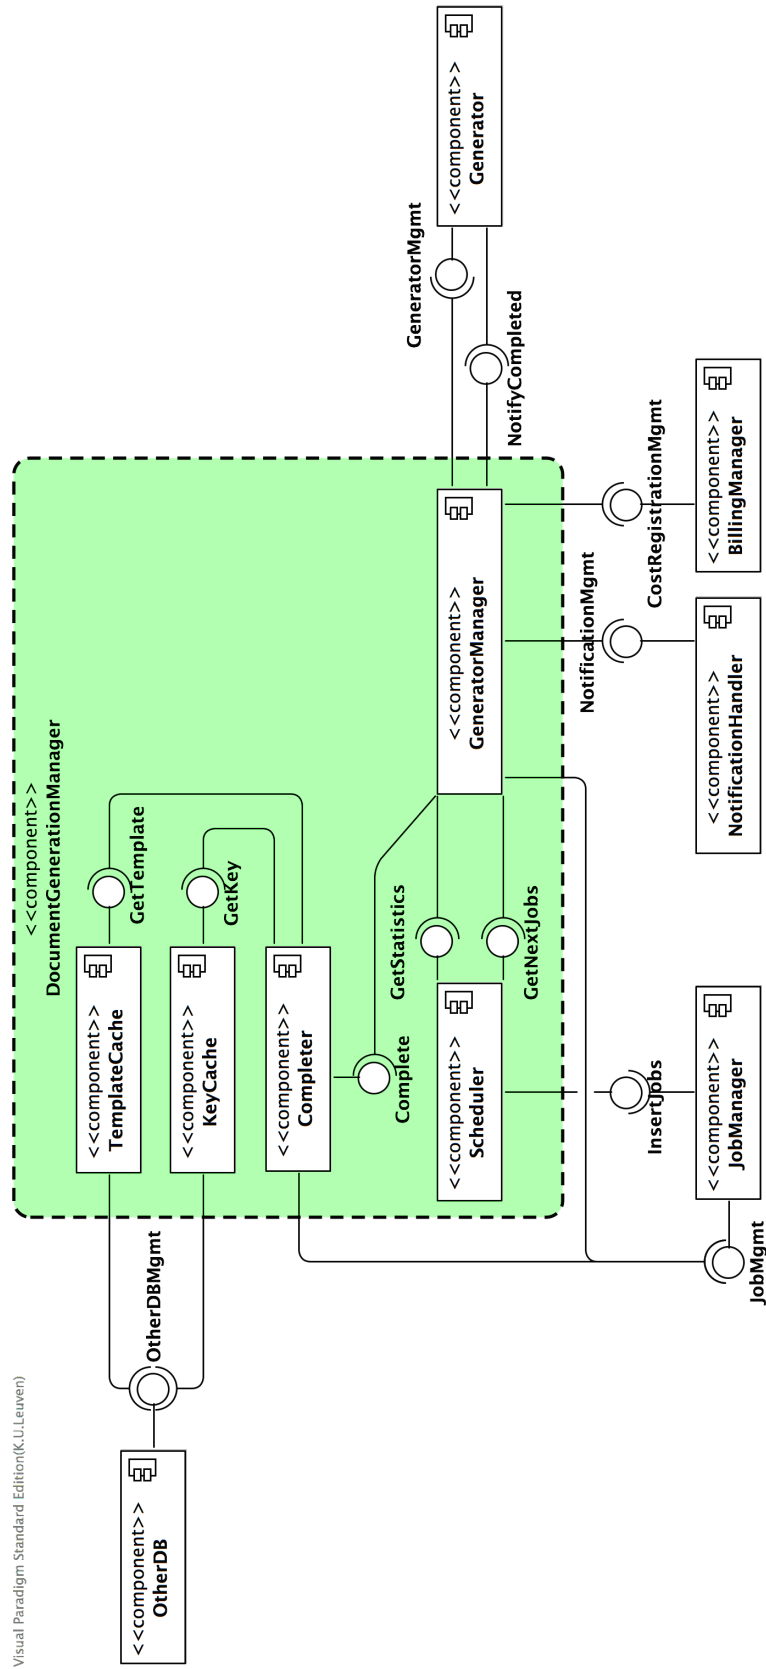 Visual Paradigm Standard Edition(K.U.Leuven)
<<component>>
DocumentGenerationManager
<<component>>
OtherDB
OtherDBMgmt
<<component>>
TemplateCache
GetTemplate
<<component>>
KeyCache
GetKey
<<component>>
Completer
Complete
GetStatistics
<<component>>
Scheduler
GetNextJobs
<<component>>
GeneratorManager
GeneratorMgmt
<<component>>
Generator
NotifyCompleted
InsertJobs
NotificationMgmt
CostRegistrationMgmt
<<component>>
JobManager
JobMgmt
<<component>>
NotificationHandler
<<component>>
BillingManager